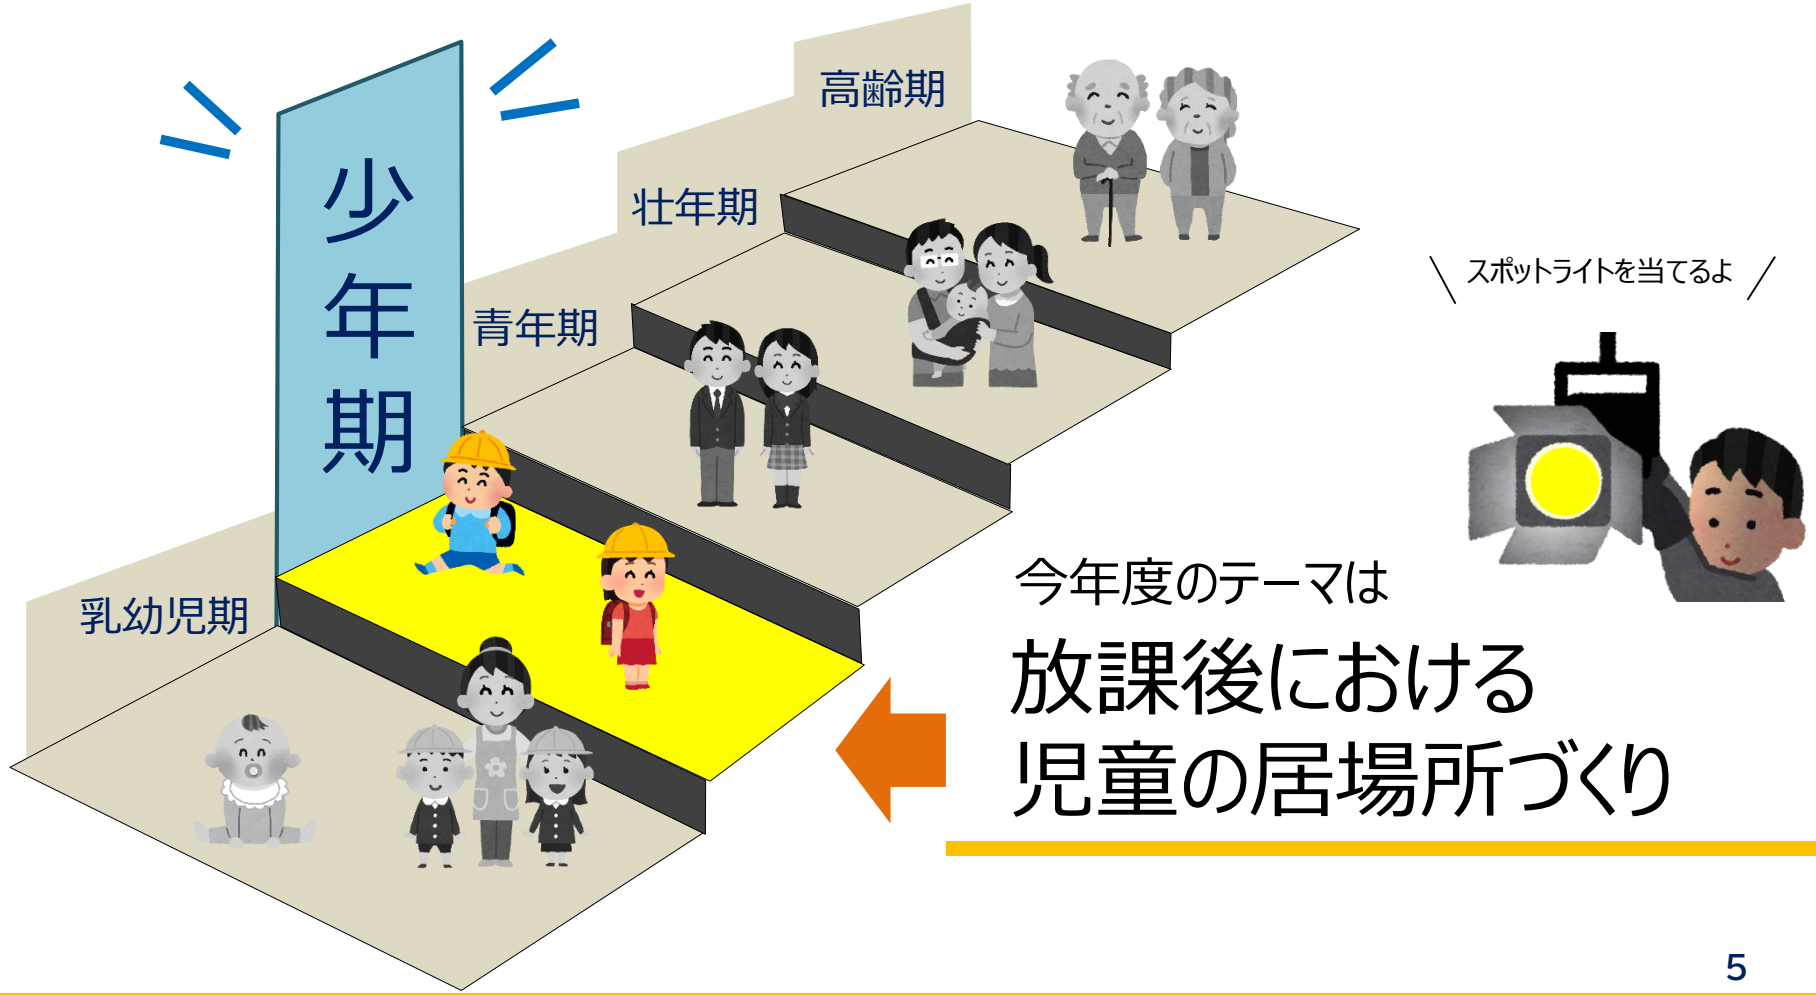 高齢期
壮年期
青年期
少年期
乳幼児期
スポットライトを当てるよ
今年度のテーマは
放課後における
児童の居場所づくり
5